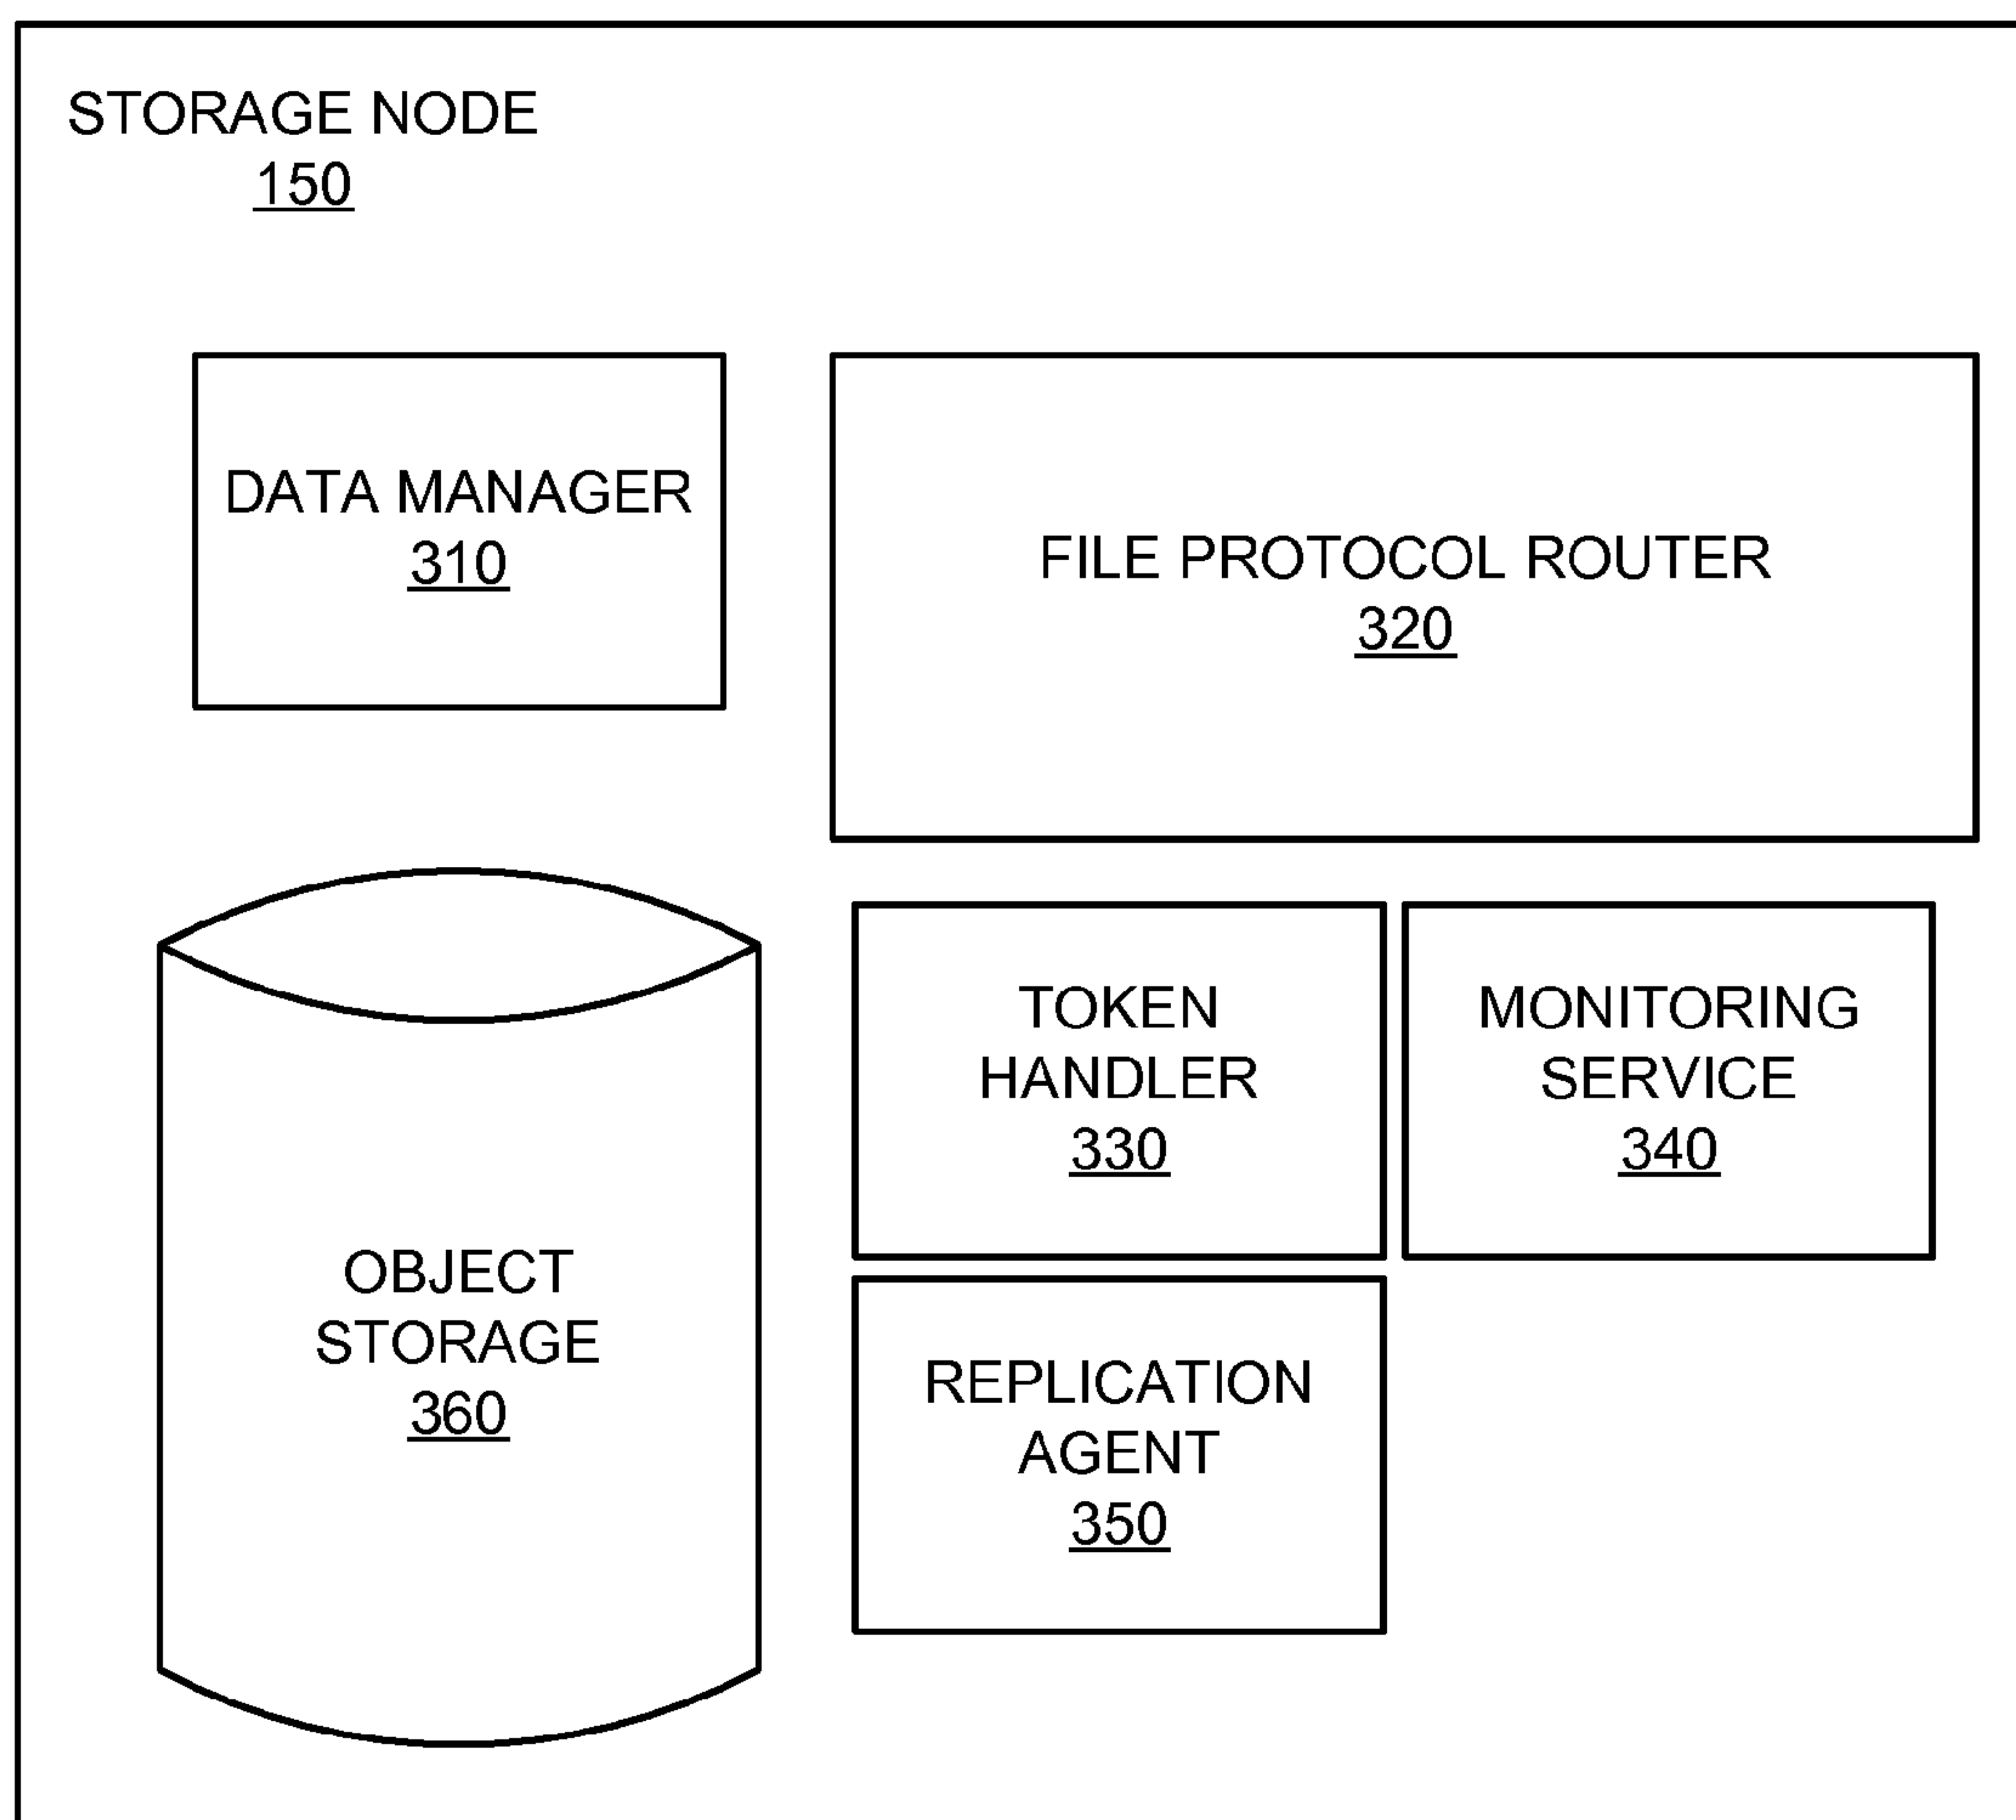 STORAGE NODE
150
DATA MANAGER
310
FILE PROTOCOL ROUTER
320
TOKEN
HANDLER
330
MONITORING
SERVICE
340
OBJECT
STORAGE
360
REPLICATION
AGENT
350